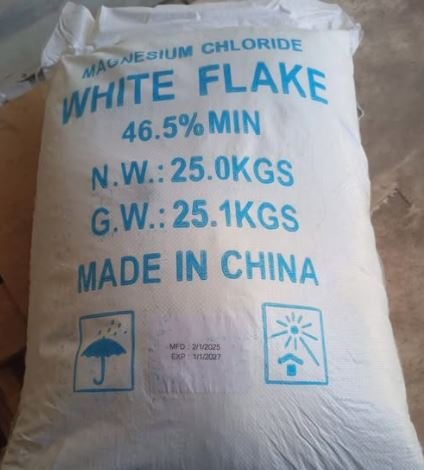 MAGNESIUM CHLORIDE
WHITE FLAKE
46.5%MIN
N.W.:25.0KGS
G.W.:25.1KGS
MADE IN CHINA
MFD : 2/1/2025
EXP : 1/1/2027